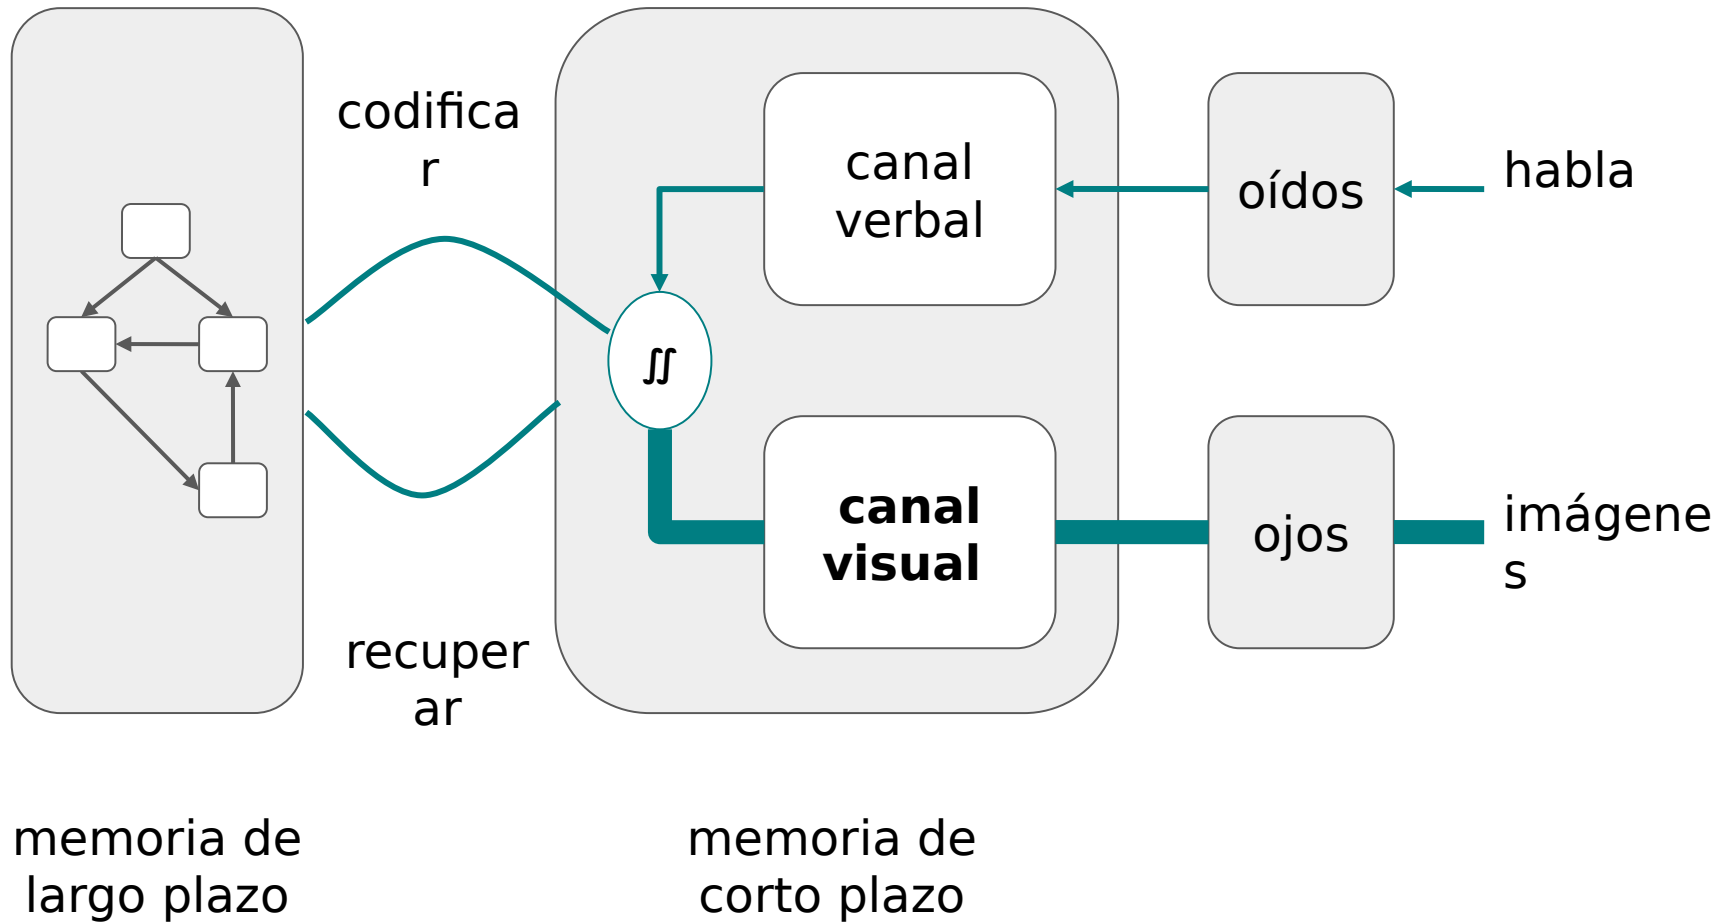 codifica
r
canal
verbal
oídos
habla
∬
canal
visual
ojos
imágene
s
recuper
ar
memoria de
largo plazo
memoria de
corto plazo